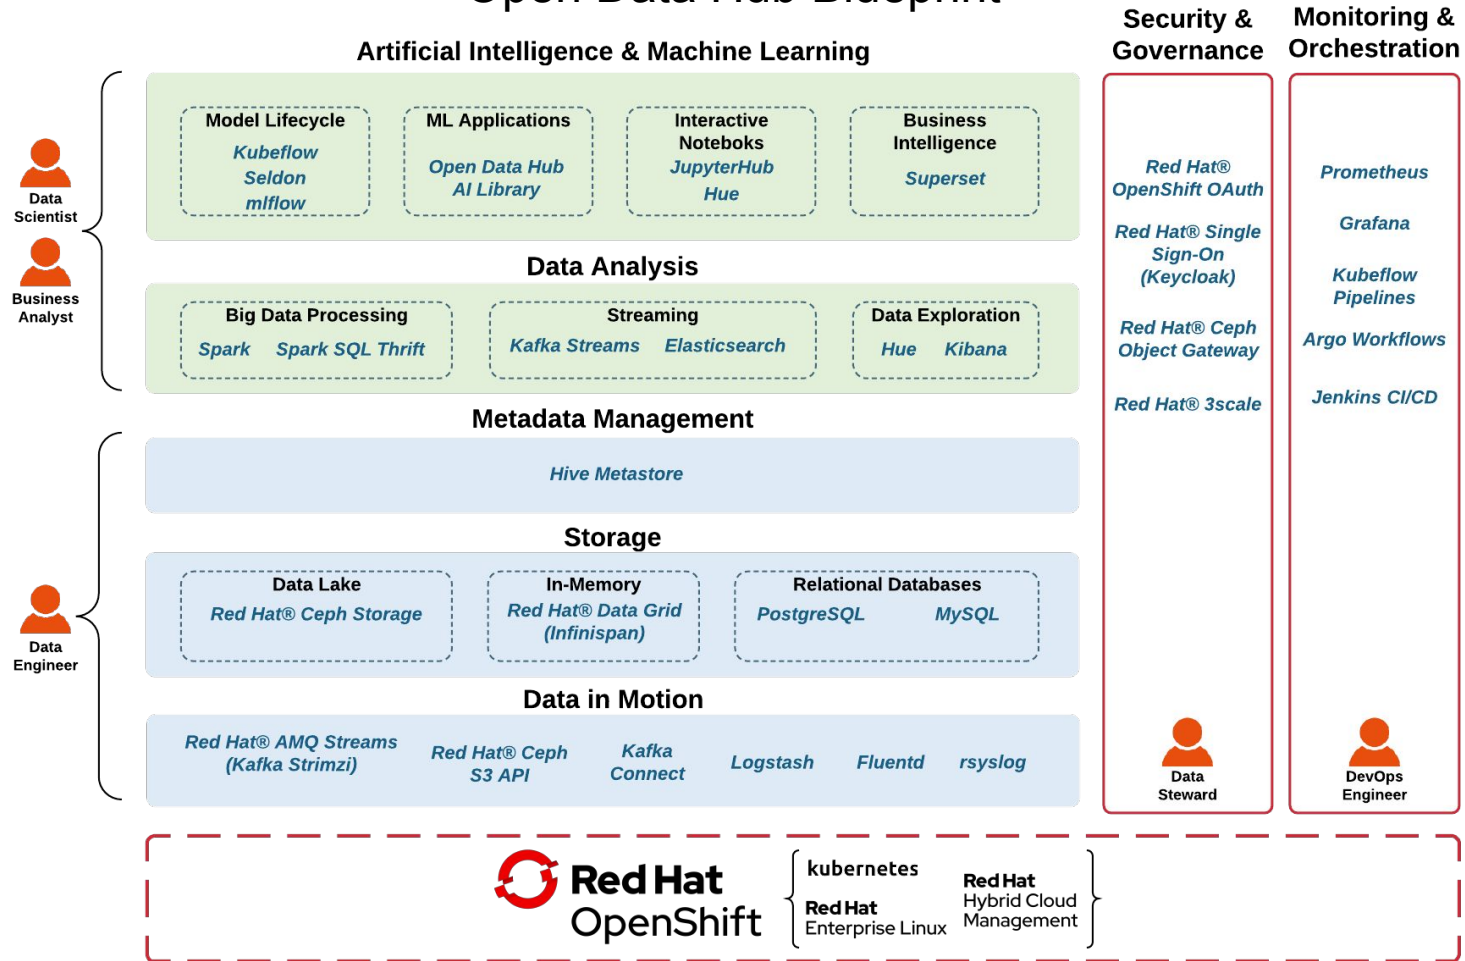 Open Data Hub Blueprint
Security &
Governance
Monitoring &
Orchestration
Artificial Intelligence & Machine Learning
Model Lifecycle
Kubeflow
Seldon
mlflow
ML Applications
Open Data Hub
AI Library
Interactive
Noteboks
JupyterHub
Hue
Business
Intelligence
Superset
Data
Scientist
Business
Analyst
Data Analysis
Big Data Processing
Spark Spark SQL Thrift
Streaming
Kafka Streams Elasticsearch
Data Exploration
Hue Kibana
Metadata Management
Hive Metastore
Storage
Data Lake
Red Hat® Ceph Storage
In-Memory
Red Hat® Data Grid
(Infinispan)
Relational Databases
PostgreSQL MySQL
Data
Engineer
Data in Motion
Red Hat® AMQ Streams
(Kafka Strimzi)
Red Hat® Ceph
S3 API
Kafka
Connect
Logstash
Fluentd
rsyslog
Red Hat®
OpenShift OAuth
Red Hat® Single
Sign-On
(Keycloak)
Red Hat® Ceph
Object Gateway
Red Hat® 3scale
Data
Steward
Prometheus
Grafana
Kubeflow
Pipelines
Argo Workflows
Jenkins CI/CD
DevOps
Engineer
Red Hat
OpenShift
kubernetes
Red Hat
Enterprise Linux
Red Hat
Hybrid Cloud
Management